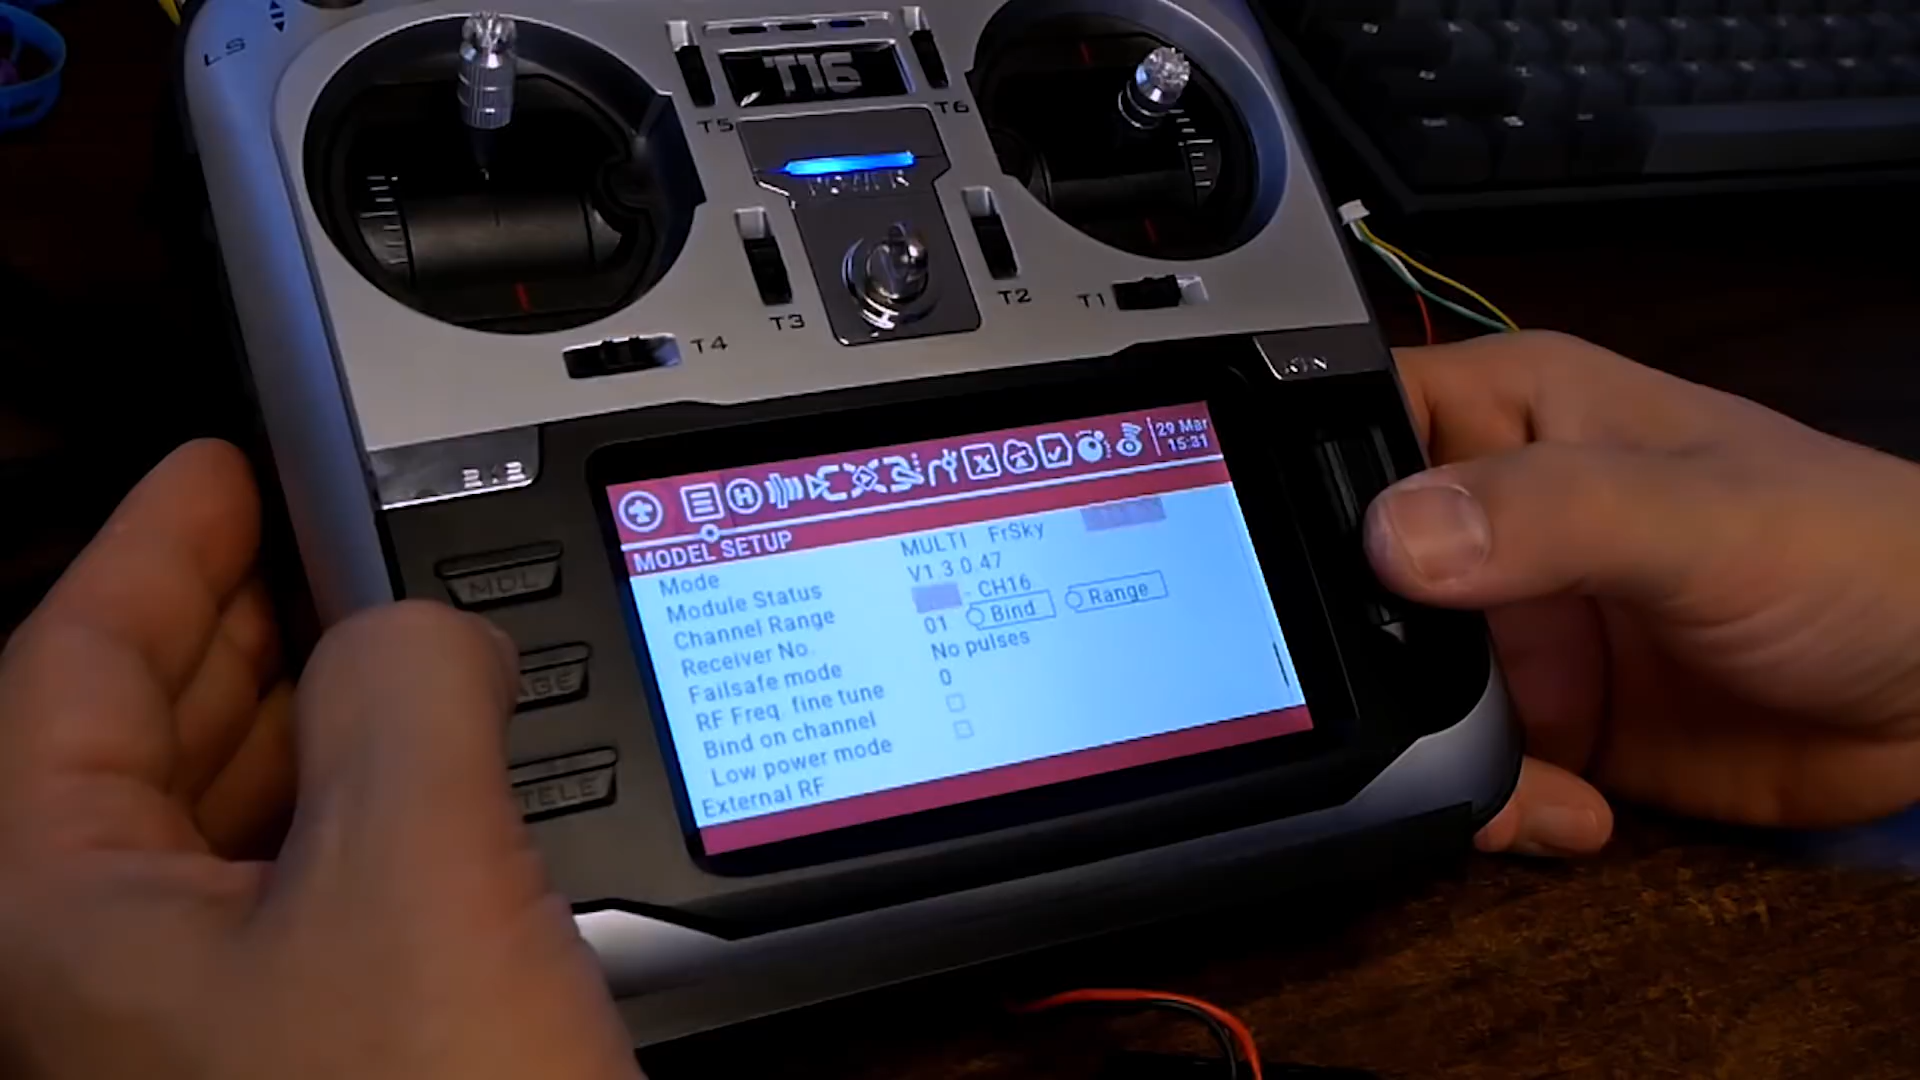 LS
T16
T5
T6
POWER
T3
T2
T1
T4
29 Mar
15:31
MODEL SETUP
Mode MULTI FrSky
Module Status V1.3.0.47
Channel Range - CH16
Receiver No. 01 Bind Range
Failsafe mode No pulses
RF Freq. fine tune 0
Bind on channel
Low power mode
External RF
MDL
TELE